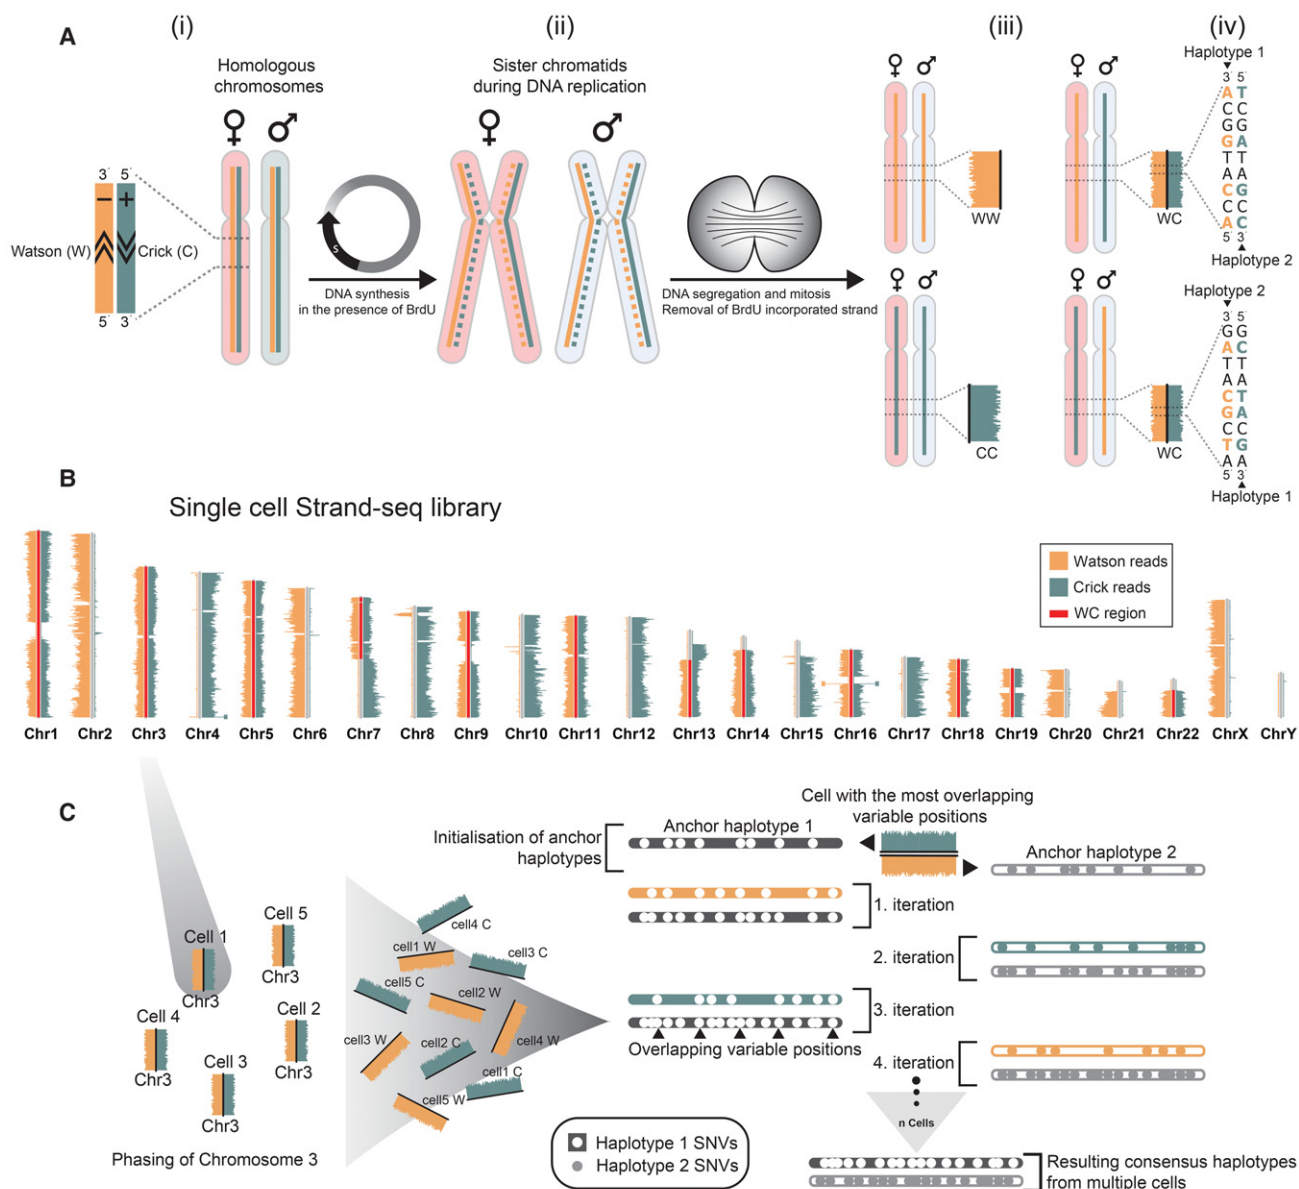 A
(i)
(ii)
(iii)
(iv)
Homologous
chromosomes
Sister chromatids
during DNA replication
♀ ♂
♀ ♂
♀ ♂
♀ ♂
Haplotype 1
3´ 5´
A T
C C
G G
G G
G A
T T
A A
C G
C C
A C
5´ 3´
Haplotype 2
3´ 5´
− +
Watson (W)
Crick (C)
5´ 3´
S
DNA synthesis
in the presence of BrdU
DNA segregation and mitosis
Removal of BrdU incorporated strand
WW
WC
♀ ♂
♀ ♂
CC
WC
Haplotype 2
3´ 5´
G G
A C
T T
A A
C T
G A
C C
T G
A A
5´ 3´
Haplotype 1
B
Single cell Strand-seq library
Watson reads
Crick reads
WC region
Chr1 Chr2 Chr3 Chr4 Chr5 Chr6 Chr7 Chr8 Chr9 Chr10 Chr11 Chr12 Chr13 Chr14 Chr15 Chr16 Chr17 Chr18 Chr19 Chr20 Chr21 Chr22 ChrX ChrY
C
Cell 1
Chr3
Cell 5
Chr3
Cell 4
Chr3
Cell 2
Chr3
Cell 3
Chr3
Phasing of Chromosome 3
cell4 C
cell1 W
cell3 C
cell5 C
cell2 W
cell3 W
cell2 C
cell4 W
cell1 C
cell5 W
Initialisation of anchor
haplotypes
Anchor haplotype 1
Cell with the most overlapping
variable positions
Anchor haplotype 2
1. iteration
2. iteration
3. iteration
Overlapping variable positions
4. iteration
n Cells
Haplotype 1 SNVs
Haplotype 2 SNVs
Resulting consensus haplotypes
from multiple cells